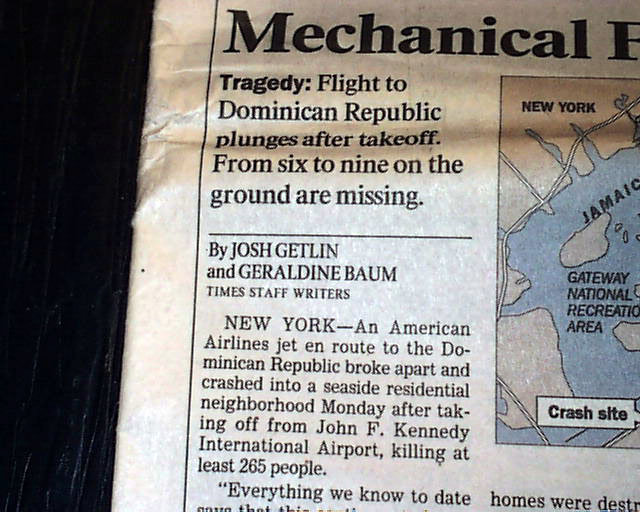 Mechanical F
Tragedy: Flight to
Dominican Republic
plunges after takeoff.
From six to nine on the
ground are missing.
By JOSH GETLIN
and GERALDINE BAUM
TIMES STAFF WRITERS
NEW YORK—An American
Airlines jet en route to the Do-
minican Republic broke apart and
crashed into a seaside residential
neighborhood Monday after tak-
ing off from John F. Kennedy
International Airport, killing at
least 265 people.
"Everything we know to date
NEW YORK
JAMAIC
GATEWAY
NATIONAL
RECREATIO
AREA
Crash site
homes were destr